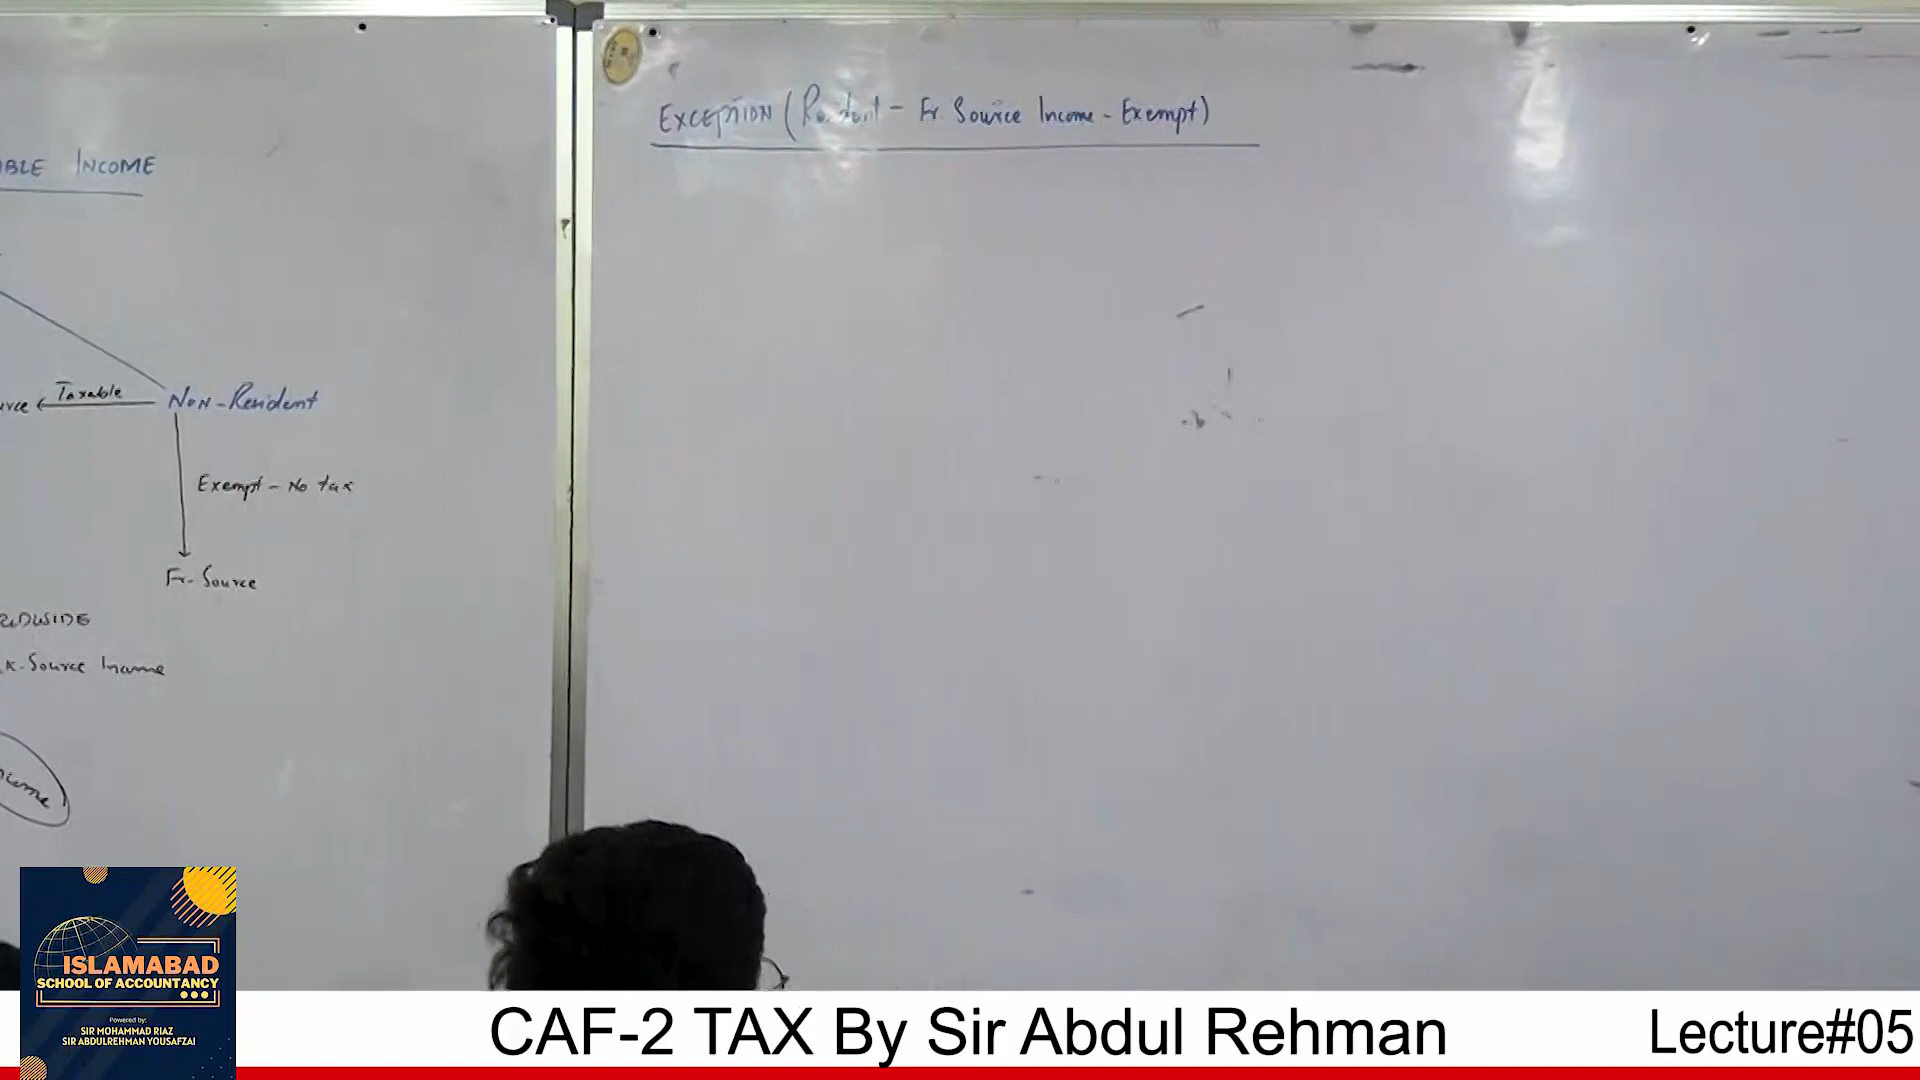 EXCEPTION (Resident - Fr. Source Income - Exempt)
ABLE INCOME
Taxable
Non-Resident
Exempt - No tax
Fr. Source
Source Income
ISLAMABAD
SCHOOL OF ACCOUNTANCY
Powered by:
SIR MOHAMMAD RIAZ
SIR ABDULREHMAN YOUSAFZAI
CAF-2 TAX By Sir Abdul Rehman
Lecture#05